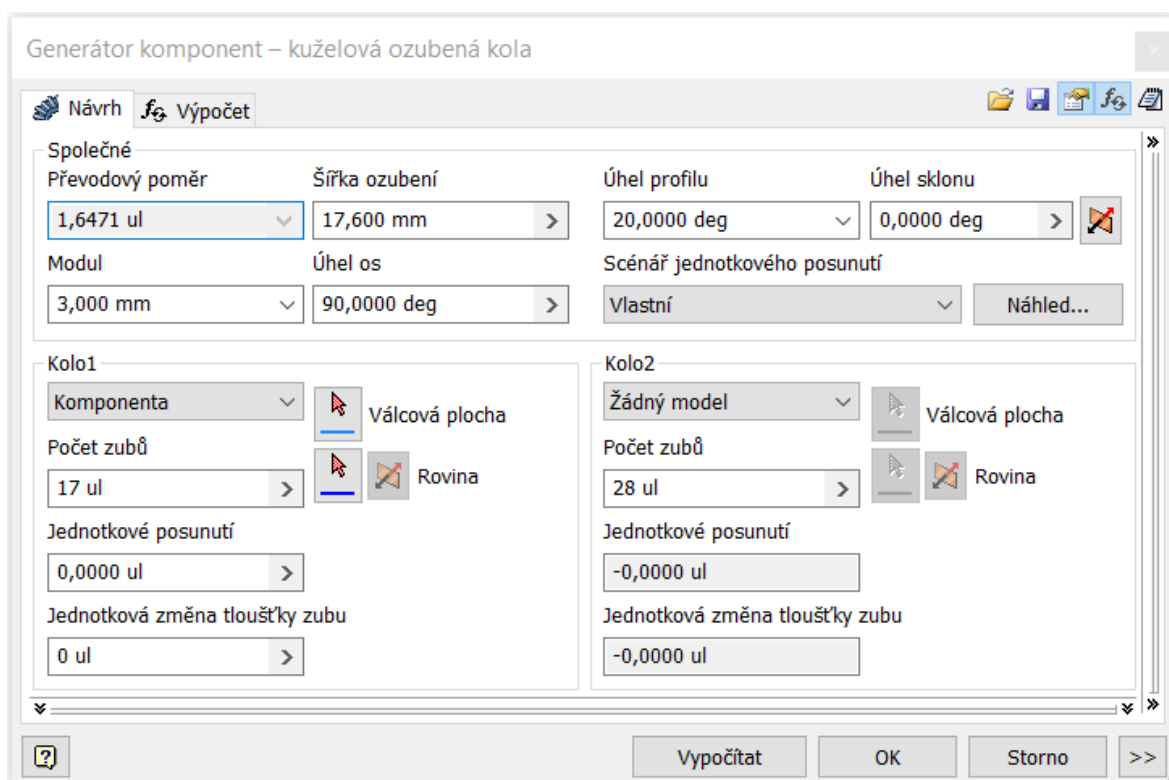 Generátor komponent – kuželová ozubená kola
Návrh
Výpočet
Společné
Převodový poměr
Šířka ozubení
Úhel profilu
Úhel sklonu
1,6471 ul
17,600 mm
20,0000 deg
0,0000 deg
Modul
Úhel os
Scénář jednotkového posunutí
3,000 mm
90,0000 deg
Vlastní
Náhled...
Kolo1
Komponenta
Válcová plocha
Počet zubů
17 ul
Rovina
Jednotkové posunutí
0,0000 ul
Jednotková změna tloušťky zubu
0 ul
Kolo2
Žádný model
Válcová plocha
Počet zubů
28 ul
Rovina
Jednotkové posunutí
-0,0000 ul
Jednotková změna tloušťky zubu
-0,0000 ul
Vypočítat
OK
Storno
>>